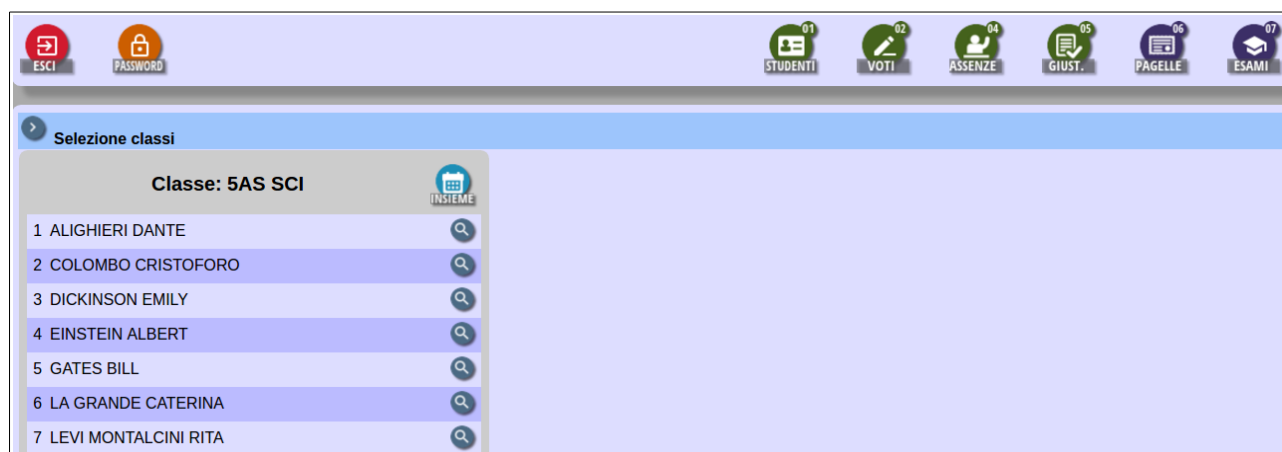 01 02 04 05 06 07
ESCI PASSWORD STUDENTI VOTI ASSENZE GIUST. PAGELLE ESAMI
Selezione classi
Classe: 5AS SCI
INSIEME
1 ALIGHIERI DANTE
2 COLOMBO CRISTOFORO
3 DICKINSON EMILY
4 EINSTEIN ALBERT
5 GATES BILL
6 LA GRANDE CATERINA
7 LEVI MONTALCINI RITA